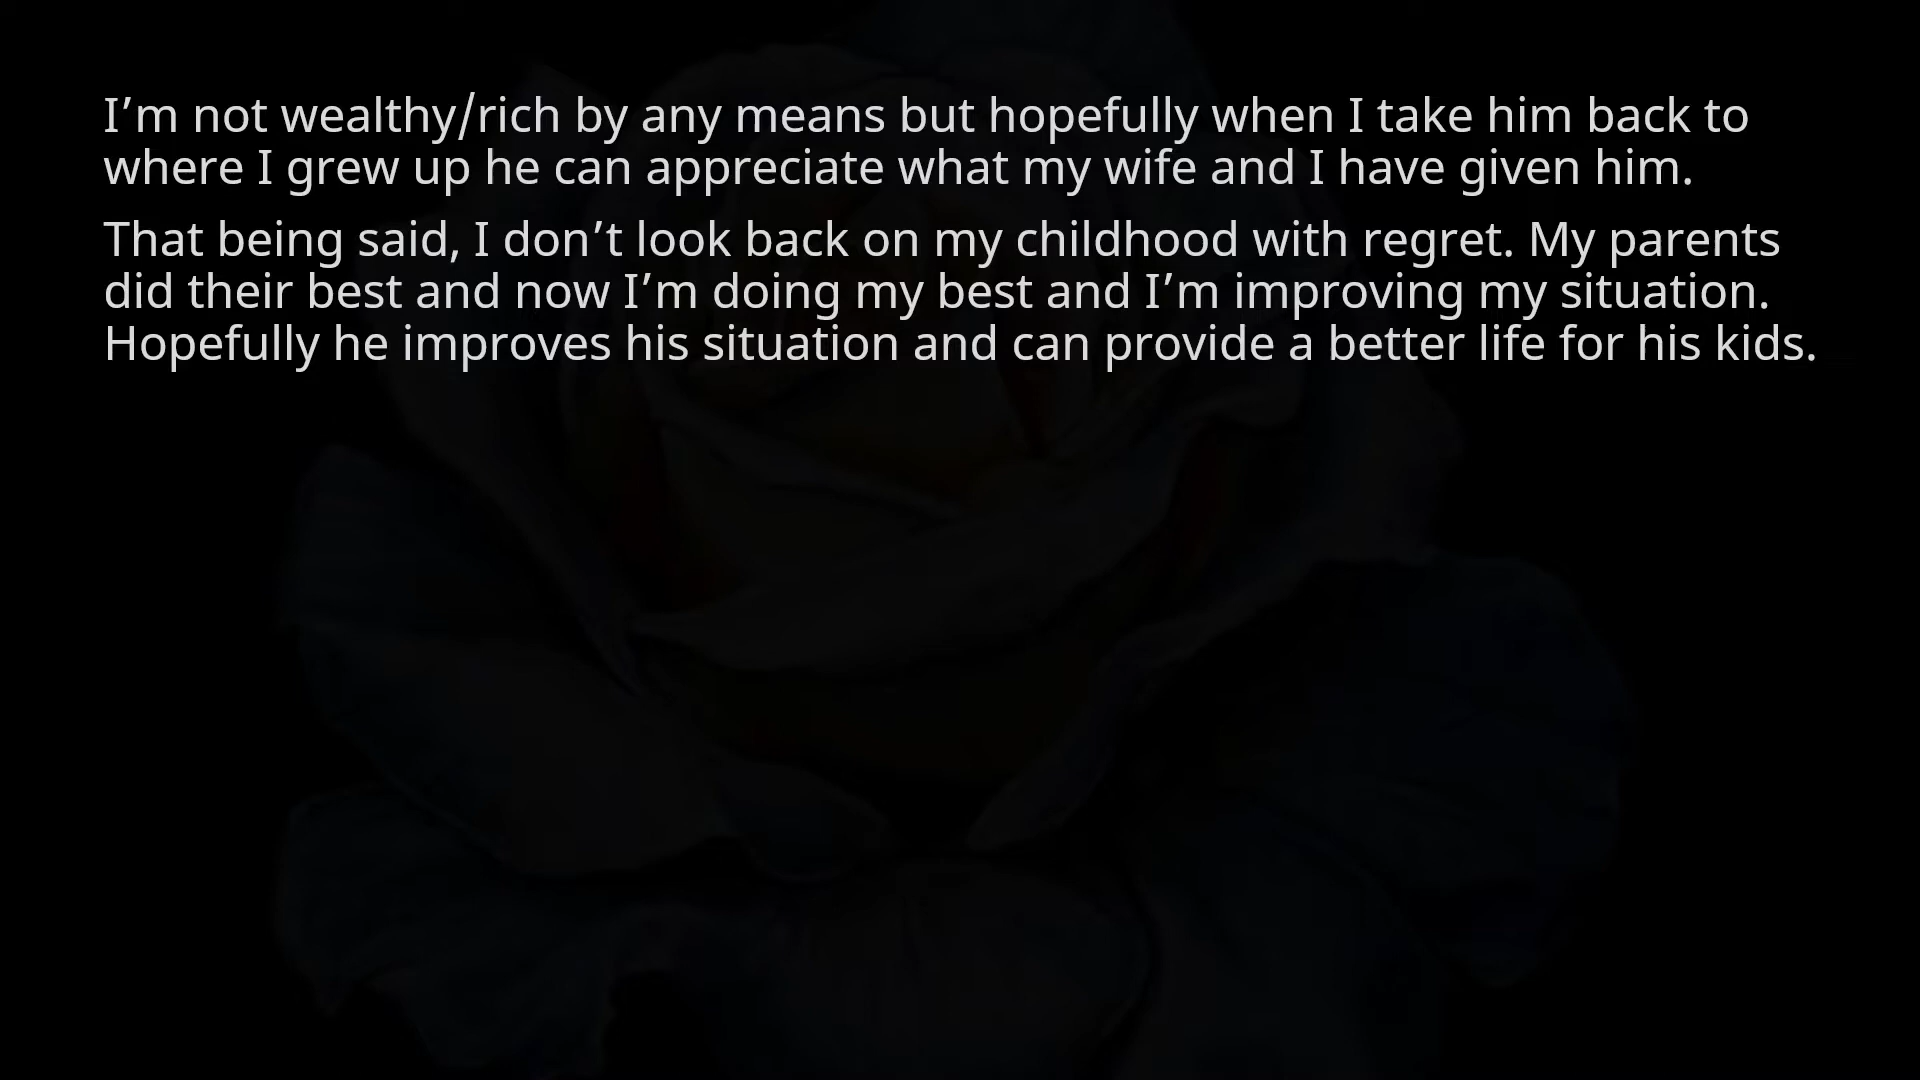 I’m not wealthy/rich by any means but hopefully when I take him back to
where I grew up he can appreciate what my wife and I have given him.
That being said, I don’t look back on my childhood with regret. My parents
did their best and now I’m doing my best and I’m improving my situation.
Hopefully he improves his situation and can provide a better life for his kids.